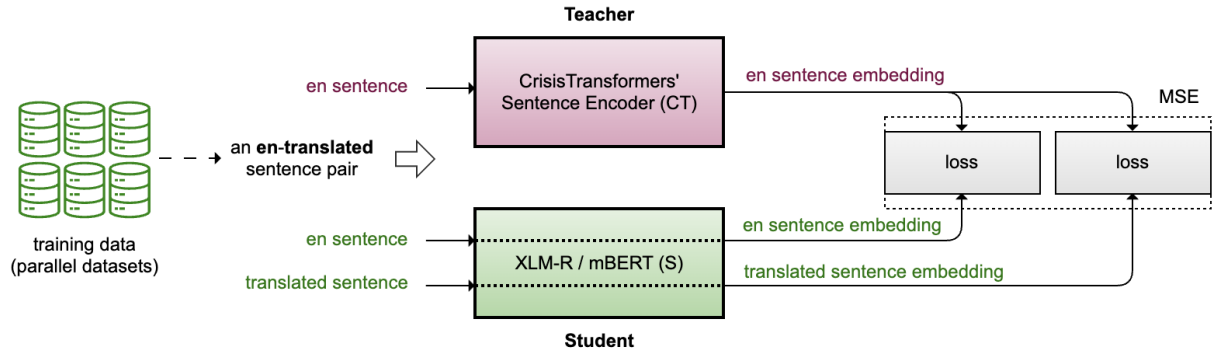 Teacher
en sentence
CrisisTransformers'
Sentence Encoder (CT)
en sentence embedding
MSE
loss
loss
an en-translated
sentence pair
training data
(parallel datasets)
en sentence
translated sentence
XLM-R / mBERT (S)
en sentence embedding
translated sentence embedding
Student